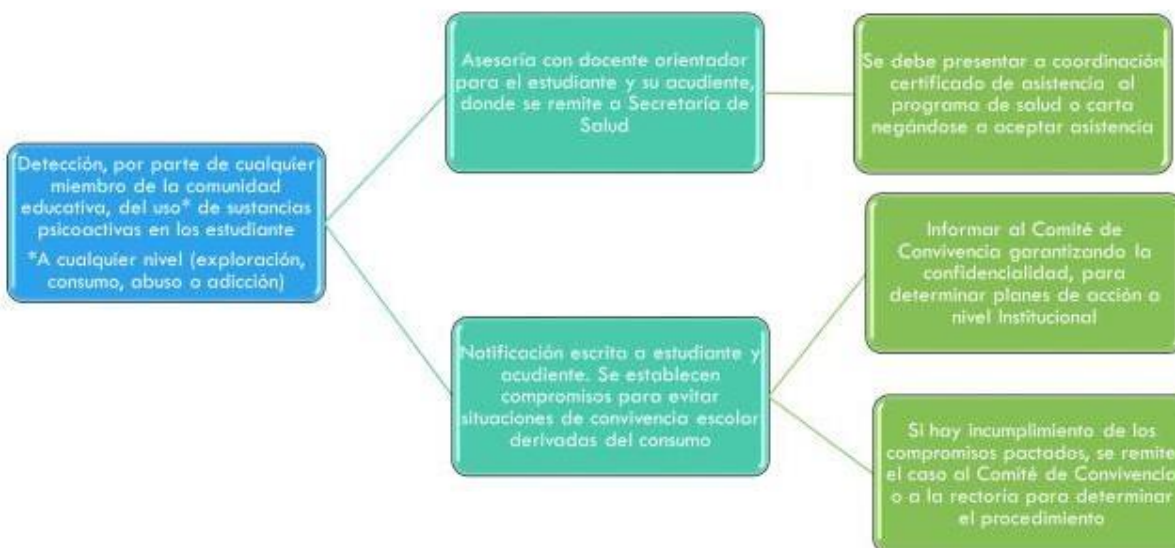 Detección, por parte de cualquier
miembro de la comunidad
educativa, del uso* de sustancias
psicoactivas en los estudiante
*A cualquier nivel (exploración,
consumo, abuso o adicción)
Asesoría con docente orientador
para el estudiante y su acudiente,
donde se remite a Secretaría de
Salud
Se debe presentar a coordinación
certificado de asistencia al
programa de salud o carta
negándose a aceptar asistencia
Notificación escrita a estudiante y
acudiente. Se establecen
compromisos para evitar
situaciones de convivencia escolar
derivadas del consumo
Informar al Comité de
Convivencia garantizando la
confidencialidad, para
determinar planes de acción a
nivel Institucional
Si hay incumplimiento de los
compromisos pactados, se remite
el caso al Comité de Convivencia
o a la rectoría para determinar
el procedimiento